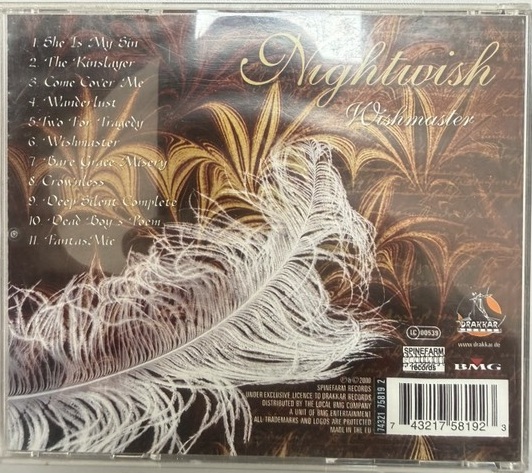 Nightwish
Wishmaster
1. She Is My Sin
2. The Kinslayer
3. Come Cover Me
4. Wanderlust
5. Two For Tragedy
6. Wishmaster
7. Bare Grace Misery
8. Crownless
9. Deep Silent Complete
10. Dead Boy's Poem
11. FantasMic
LC 00539
DRAKKAR
www.drakkar.de
SPINEFARM
records
BMG
℗&© 2000
SPINEFARM RECORDS
UNDER EXCLUSIVE LICENCE TO DRAKKAR RECORDS
DISTRIBUTED BY THE LOCAL BMG COMPANY
A UNIT OF BMG ENTERTAINMENT
ALL TRADEMARKS AND LOGOS ARE PROTECTED
MADE IN THE EU
74321 75819 2
7 43217 58192 3